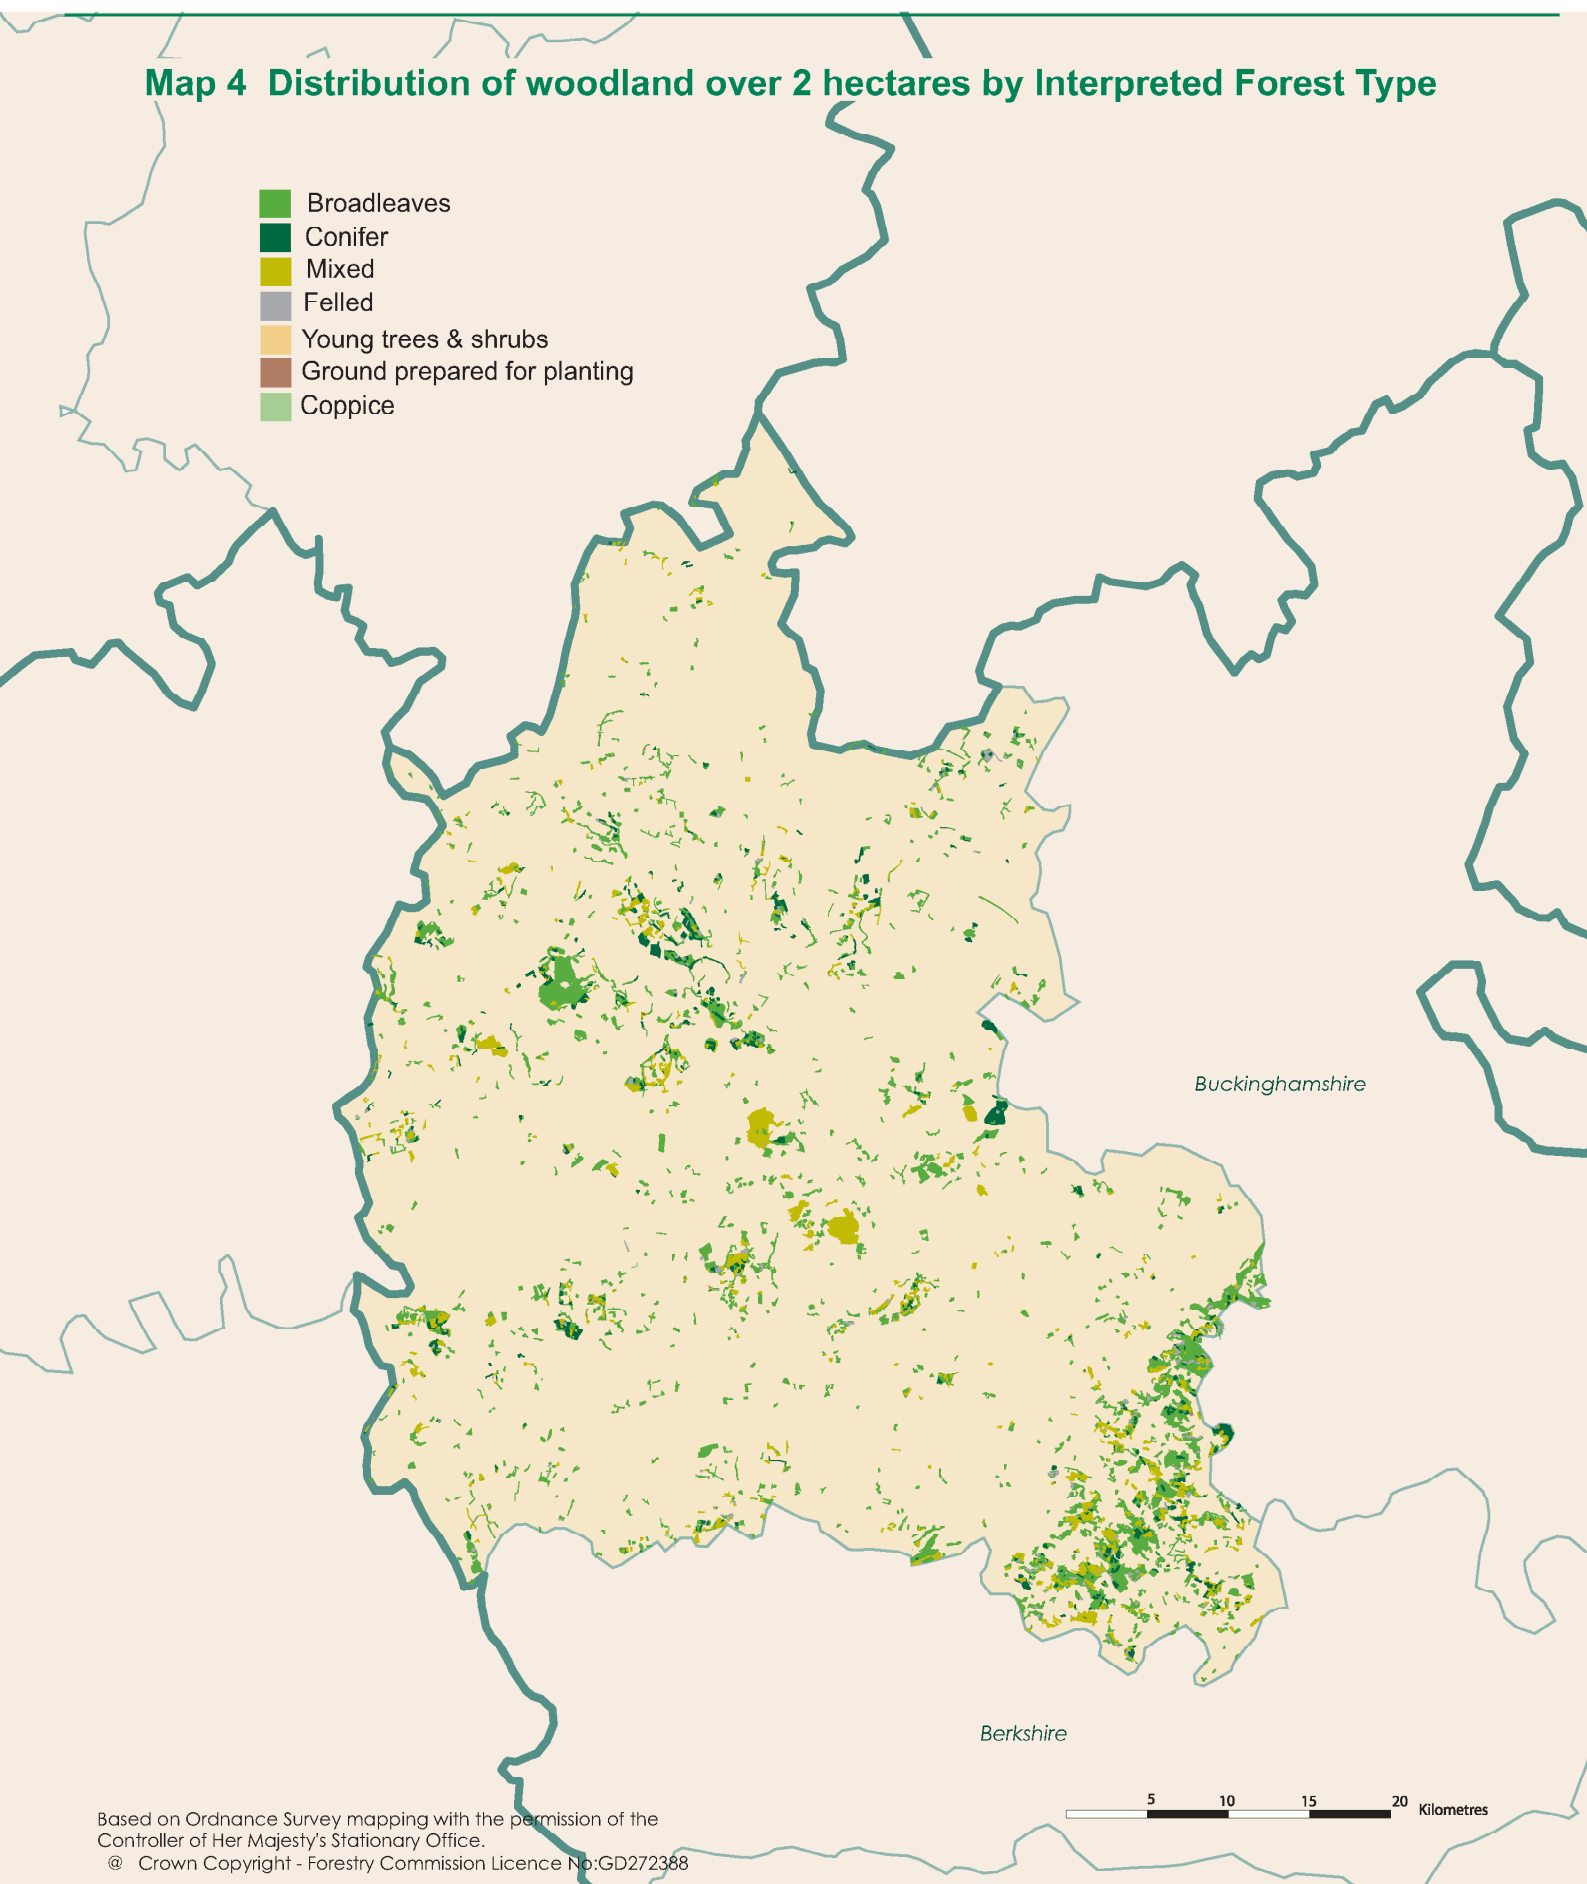 Map 4 Distribution of woodland over 2 hectares by Interpreted Forest Type
Broadleaves
Conifer
Mixed
Felled
Young trees & shrubs
Ground prepared for planting
Coppice
Buckinghamshire
Berkshire
5 10 15 20 Kilometres
Based on Ordnance Survey mapping with the permission of the
Controller of Her Majesty's Stationary Office.
@ Crown Copyright - Forestry Commission Licence No:GD272388